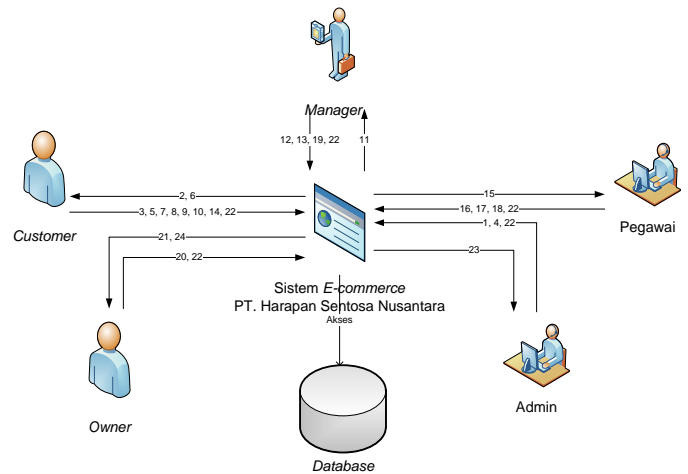 Manager
12, 13, 19, 22
11
2, 6
3, 5, 7, 8, 9, 10, 14, 22
Customer
15
16, 17, 18, 22
Pegawai
1, 4, 22
21, 24
20, 22
23
Sistem E-commerce
PT. Harapan Sentosa Nusantara
Akses
Owner
Admin
Database